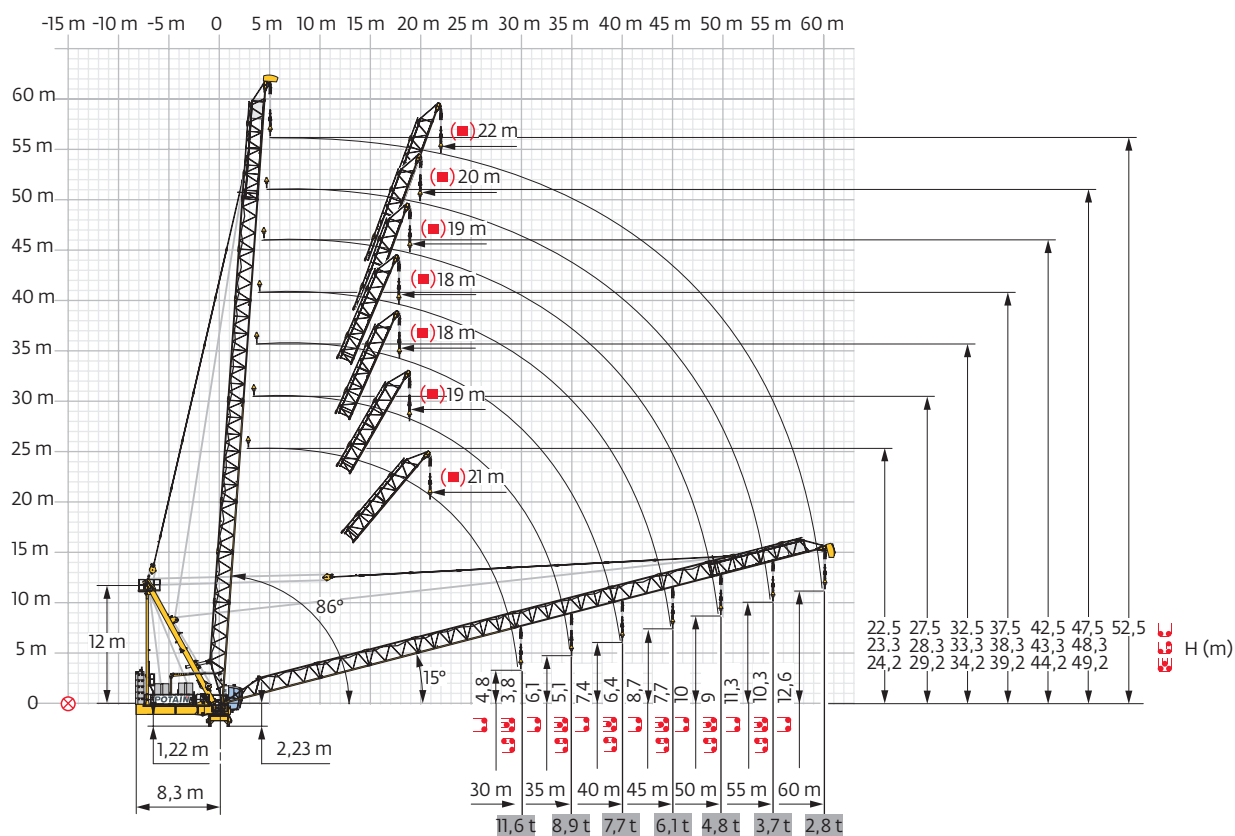 -15 m -10 m -5 m 0 5 m 10 m 15 m 20 m 25 m 30 m 35 m 40 m 45 m 50 m 55 m 60 m
60 m
55 m
50 m
45 m
40 m
35 m
30 m
25 m
20 m
15 m
10 m
5 m
0
22 m
20 m
19 m
18 m
18 m
19 m
21 m
86°
15°
12 m
POTAIN
1,22 m
2,23 m
8,3 m
22.5 27,5 32,5 37,5 42,5 47,5 52,5
23.3 28,3 33,3 38,3 43,3 48,3
24,2 29,2 34,2 39,2 44,2 49,2
H (m)
4,8 3,8 6,1 5,1 7,4 6,4 8,7 7,7 10 9 11,3 10,3 12,6
30 m 35 m 40 m 45 m 50 m 55 m 60 m
11,6 t 8,9 t 7,7 t 6,1 t 4,8 t 3,7 t 2,8 t